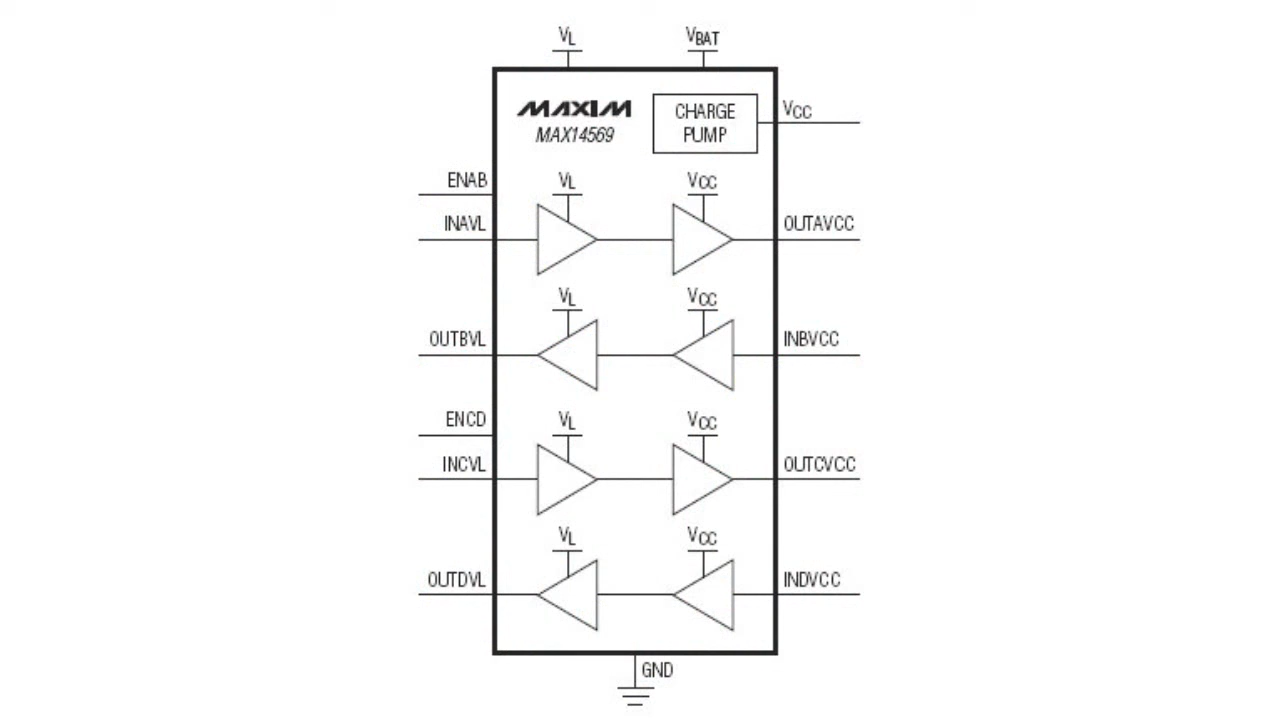 VL VBAT
MAXIM
MAX14569
CHARGE
PUMP
VCC
ENAB
VL VCC
INAVL OUTAVCC
VL VCC
OUTBVL INBVCC
ENCD
VL VCC
INCVL OUTCVCC
VL VCC
OUTDVL INDVCC
GND